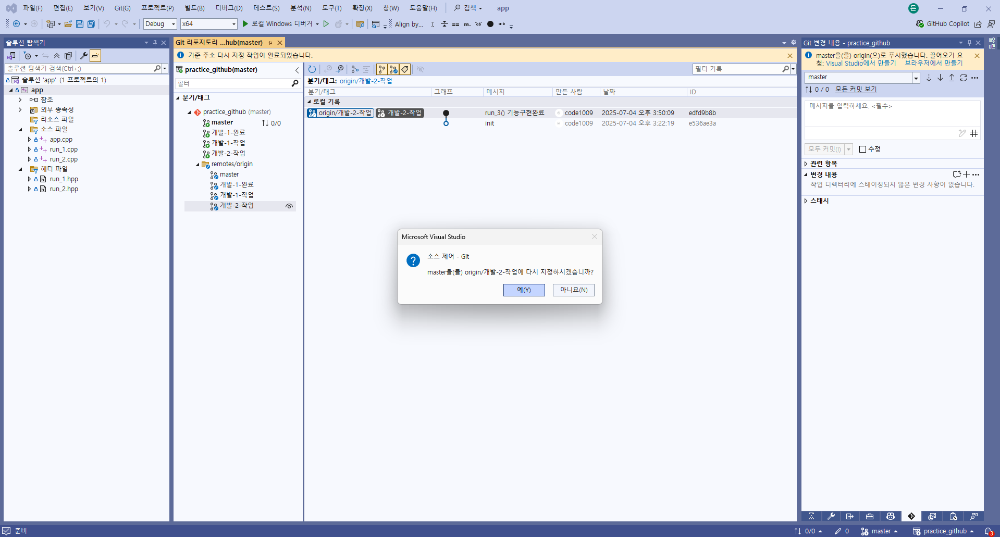 파일(F) 편집(E) 보기(V) Git(G) 프로젝트(P) 빌드(B) 디버그(D) 테스트(S) 분석(N) 도구(T) 확장(X) 창(W) 도움말(H) 검색 app
Debug x64 로컬 Windows 디버거 Align by... GitHub Copilot
솔루션 탐색기
솔루션 탐색기 검색(Ctrl+;)
솔루션 'app' (1 프로젝트의 1)
app
참조
외부 종속성
리소스 파일
소스 파일
app.cpp
run_1.cpp
run_2.cpp
헤더 파일
run_1.hpp
run_2.hpp
Git 리포지토리 ...hub(master)
기준 주소 다시 지정 작업이 완료되었습니다.
practice_github(master)
필터
분기/태그
practice_github (master)
master 0/0
개발-1-완료
개발-1-작업
개발-2-작업
remotes/origin
master
개발-1-완료
개발-1-작업
개발-2-작업
필터 기록
분기/태그: origin/개발-2-작업
분기/태그 그래프 메시지 만든 사람 날짜 ID
로컬 기록
origin/개발-2-작업 개발-2-작업 run_3() 기능구현완료 code1009 2025-07-04 오후 3:50:09 edfd9b8b
init code1009 2025-07-04 오후 3:22:19 e536ae3a
Microsoft Visual Studio
소스 제어 - Git
master을(를) origin/개발-2-작업에 다시 지정하시겠습니까?
예(Y) 아니요(N)
Git 변경 내용 - practice_github
master을(를) origin(으)로 푸시했습니다. 끌어오기 요
청: Visual Studio에서 만들기 브라우저에서 만들기
master
0 / 0 모든 커밋 보기
메시지를 입력하세요. <필수>
모두 커밋(I) 수정
관련 항목
변경 내용
작업 디렉터리에 스테이징되지 않은 변경 사항이 없습니다.
스태시
알림
준비 0/0 0 master practice_github 3